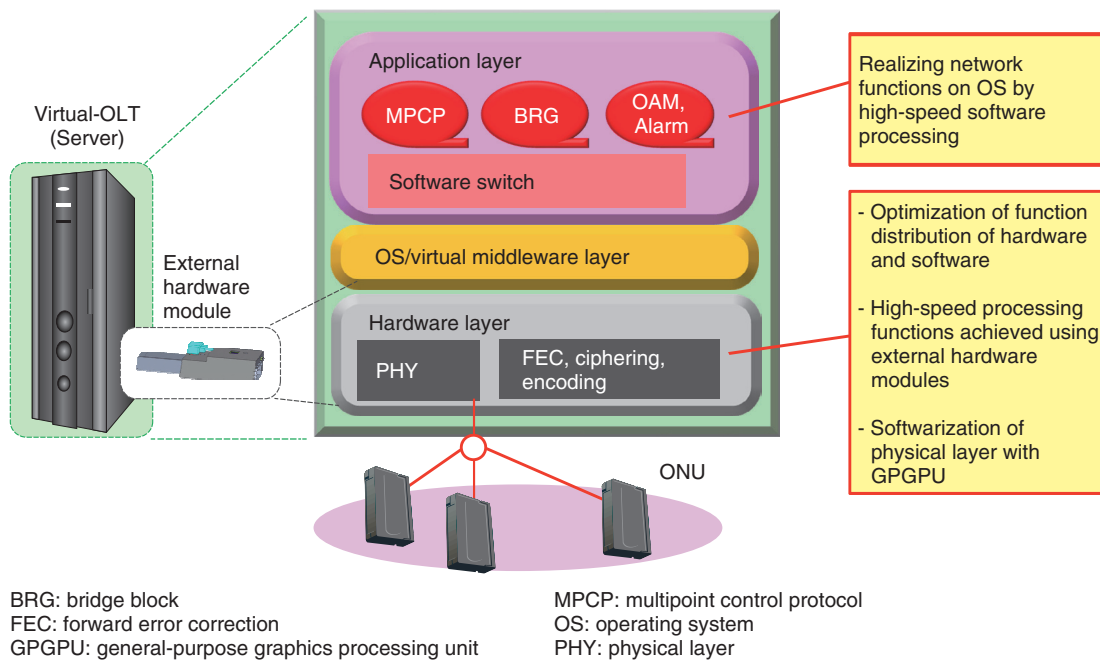 Virtual-OLT
(Server)
External
hardware
module
Application layer
MPCP
BRG
OAM,
Alarm
Software switch
OS/virtual middleware layer
Hardware layer
PHY
FEC, ciphering,
encoding
ONU
Realizing network
functions on OS by
high-speed software
processing
- Optimization of function
distribution of hardware
and software
- High-speed processing
functions achieved using
external hardware
modules
- Softwarization of
physical layer with
GPGPU
BRG: bridge block
FEC: forward error correction
GPGPU: general-purpose graphics processing unit
MPCP: multipoint control protocol
OS: operating system
PHY: physical layer